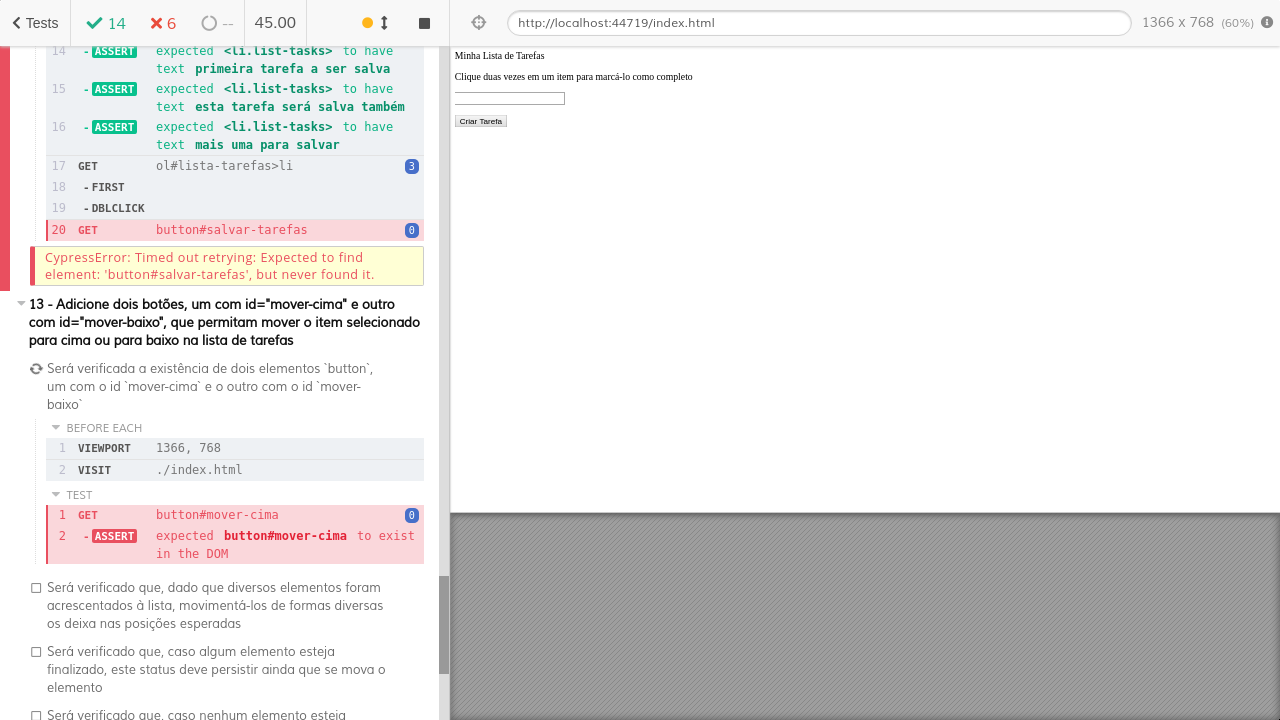 Tests 14 6 -- 45.00 http://localhost:44719/index.html 1366 x 768 (60%)
14 - ASSERT expected <li.list-tasks> to have
text primeira tarefa a ser salva
15 - ASSERT expected <li.list-tasks> to have
text esta tarefa será salva também
16 - ASSERT expected <li.list-tasks> to have
text mais uma para salvar
17 GET ol#lista-tarefas>li 3
18 - FIRST
19 - DBLCLICK
20 GET button#salvar-tarefas 0
CypressError: Timed out retrying: Expected to find
element: 'button#salvar-tarefas', but never found it.
13 - Adicione dois botões, um com id="mover-cima" e outro
com id="mover-baixo", que permitam mover o item selecionado
para cima ou para baixo na lista de tarefas
Será verificada a existência de dois elementos `button`,
um com o id `mover-cima` e o outro com o id `mover-
baixo`
BEFORE EACH
1 VIEWPORT 1366, 768
2 VISIT ./index.html
TEST
1 GET button#mover-cima 0
2 - ASSERT expected button#mover-cima to exist
in the DOM
Será verificado que, dado que diversos elementos foram
acrescentados à lista, movimentá-los de formas diversas
os deixa nas posições esperadas
Será verificado que, caso algum elemento esteja
finalizado, este status deve persistir ainda que se mova o
elemento
Será verificado que, caso nenhum elemento esteja
Minha Lista de Tarefas
Clique duas vezes em um item para marcá-lo como completo
Criar Tarefa